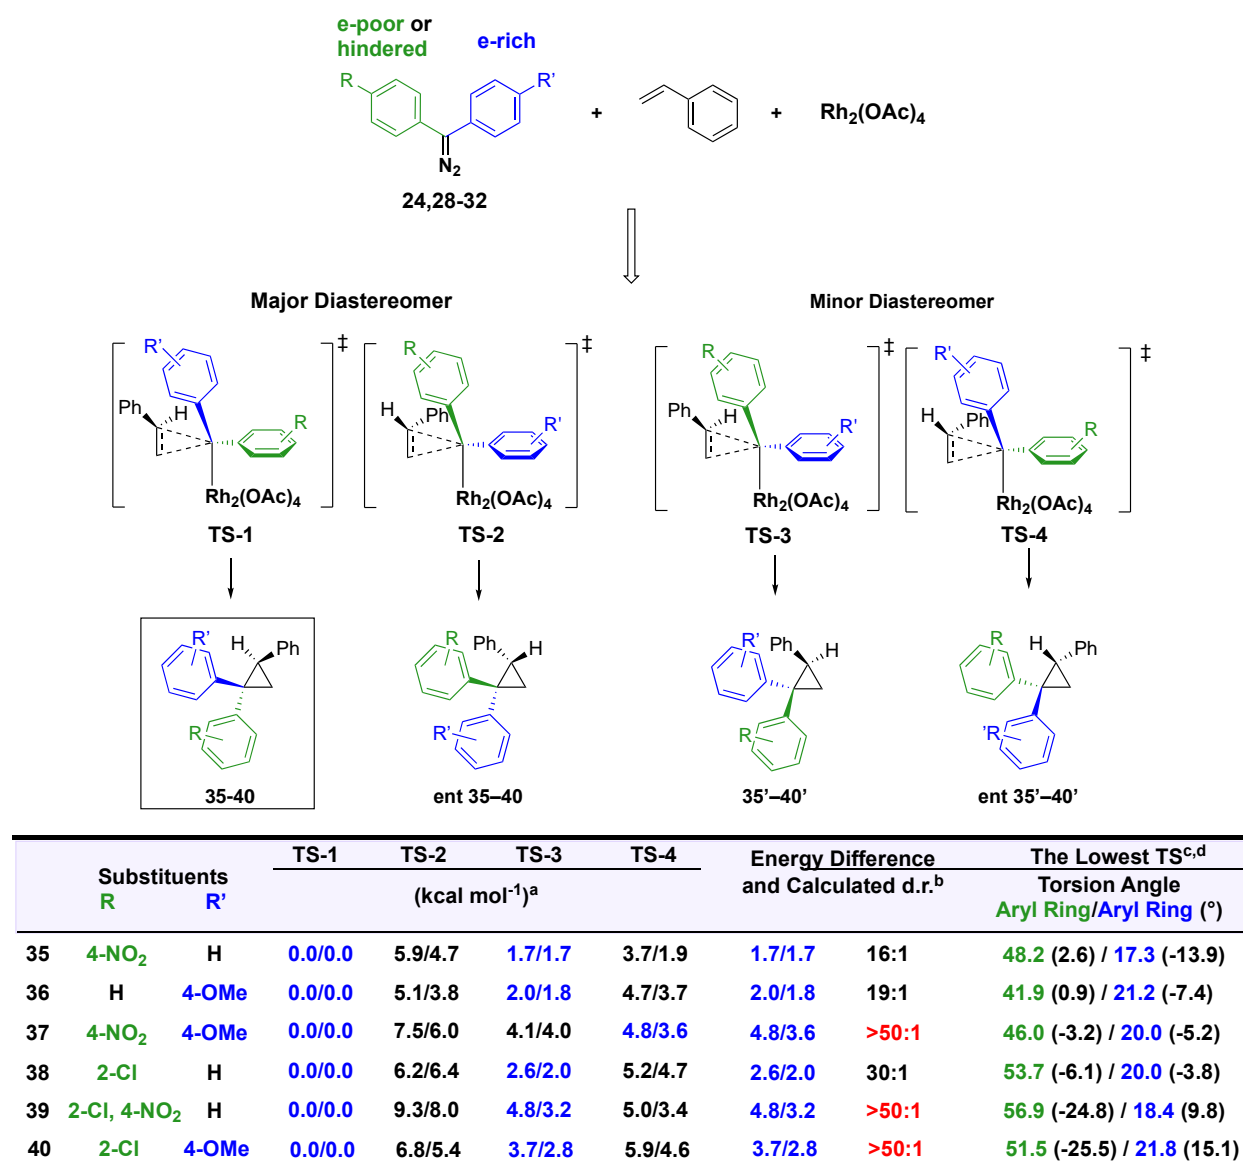 e-poor or
hindered
e-rich
R
R'
N2
24,28-32
+
+
Rh2(OAc)4
Major Diastereomer
Minor Diastereomer
R'
Ph
H
R
Rh2(OAc)4
‡
TS-1
R
H
Ph
R'
Rh2(OAc)4
‡
TS-2
R
Ph
H
R'
Rh2(OAc)4
‡
TS-3
R'
H
Ph
R
Rh2(OAc)4
‡
TS-4
R'
H
Ph
R
35-40
R
Ph
H
R'
ent 35–40
R'
Ph
H
R
35'–40'
R
H
Ph
'R
ent 35'–40'
Substituents TS-1 TS-2 TS-3 TS-4 Energy Difference The Lowest TSc,d
R R' (kcal mol-1)a and Calculated d.r.b Torsion Angle
Aryl Ring/Aryl Ring (°)
35 4-NO2 H 0.0/0.0 5.9/4.7 1.7/1.7 3.7/1.9 1.7/1.7 16:1 48.2 (2.6) / 17.3 (-13.9)
36 H 4-OMe 0.0/0.0 5.1/3.8 2.0/1.8 4.7/3.7 2.0/1.8 19:1 41.9 (0.9) / 21.2 (-7.4)
37 4-NO2 4-OMe 0.0/0.0 7.5/6.0 4.1/4.0 4.8/3.6 4.8/3.6 >50:1 46.0 (-3.2) / 20.0 (-5.2)
38 2-Cl H 0.0/0.0 6.2/6.4 2.6/2.0 5.2/4.7 2.6/2.0 30:1 53.7 (-6.1) / 20.0 (-3.8)
39 2-Cl, 4-NO2 H 0.0/0.0 9.3/8.0 4.8/3.2 5.0/3.4 4.8/3.2 >50:1 56.9 (-24.8) / 18.4 (9.8)
40 2-Cl 4-OMe 0.0/0.0 6.8/5.4 3.7/2.8 5.9/4.6 3.7/2.8 >50:1 51.5 (-25.5) / 21.8 (15.1)